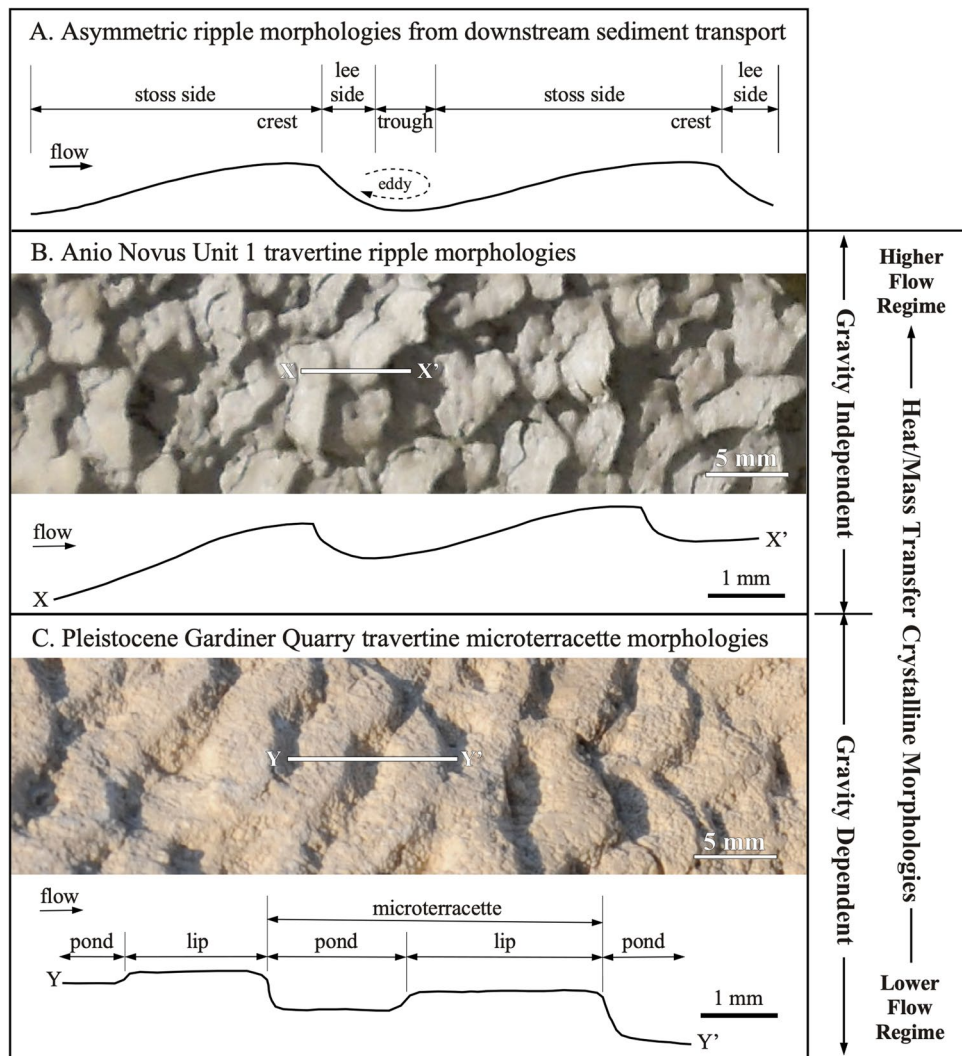 A. Asymmetric ripple morphologies from downstream sediment transport
stoss side
lee
side
trough
stoss side
lee
side
crest
crest
flow
eddy
B. Anio Novus Unit 1 travertine ripple morphologies
X
X'
5 mm
flow
X
X'
1 mm
C. Pleistocene Gardiner Quarry travertine microterracette morphologies
Y
Y'
5 mm
flow
microterracette
pond
lip
pond
lip
pond
Y
1 mm
Y'
Gravity Independent
Gravity Dependent
Higher
Flow
Regime
Heat/Mass Transfer Crystalline Morphologies
Lower
Flow
Regime